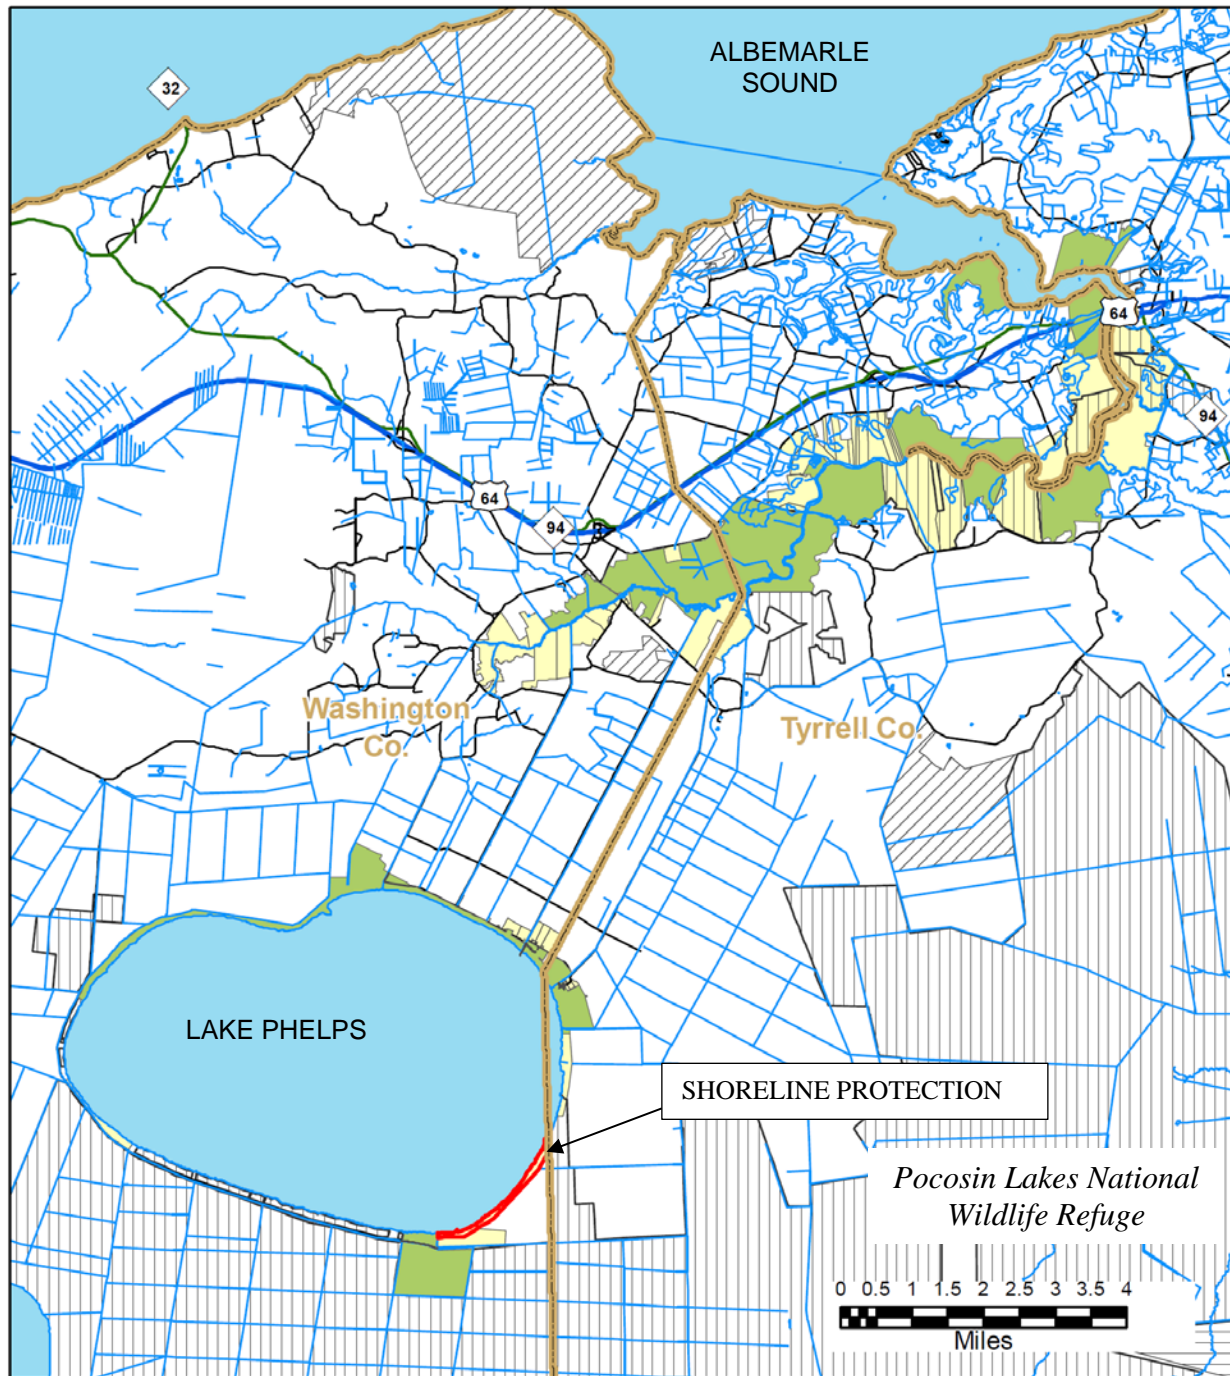 ALBEMARLE
SOUND
32
64
94
64
94
Washington
Co.
Tyrrell Co.
LAKE PHELPS
SHORELINE PROTECTION
Pocosin Lakes National
Wildlife Refuge
0 0.5 1 1.5 2 2.5 3 3.5 4
Miles